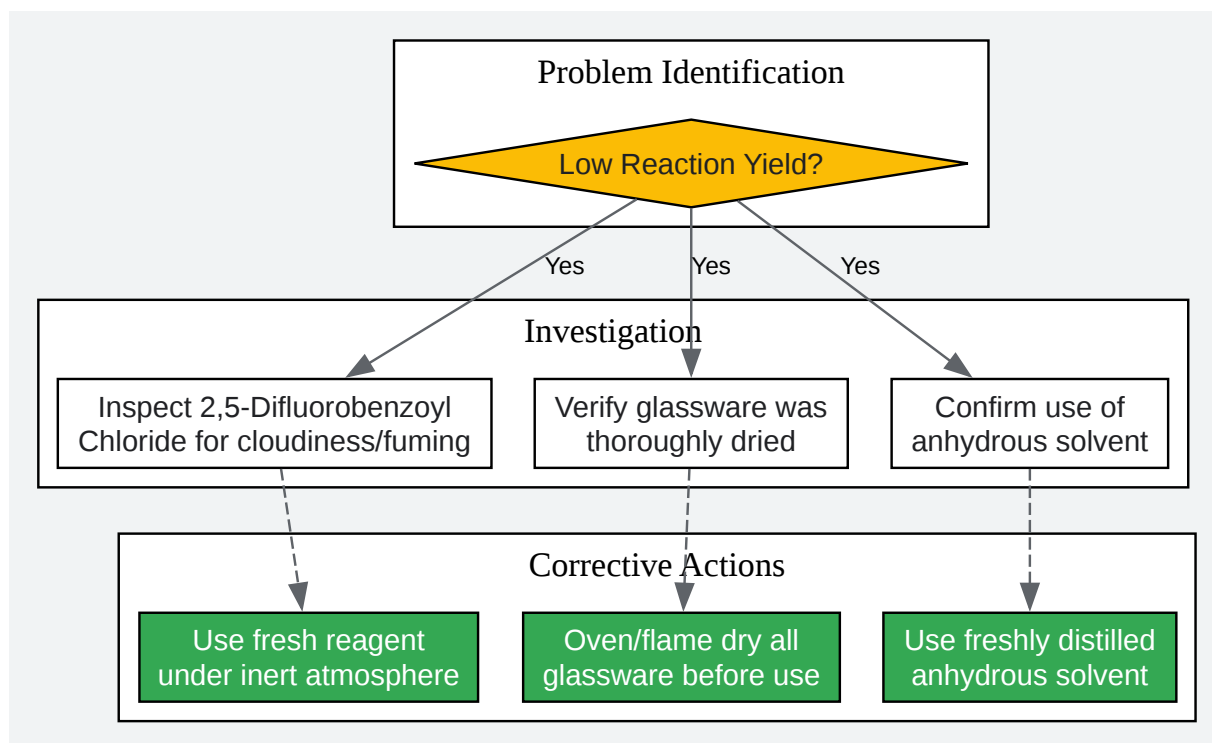 Problem Identification
Low Reaction Yield?
Yes
Yes
Yes
Investigation
Inspect 2,5-Difluorobenzoyl
Chloride for cloudiness/fuming
Verify glassware was
thoroughly dried
Confirm use of
anhydrous solvent
Corrective Actions
Use fresh reagent
under inert atmosphere
Oven/flame dry all
glassware before use
Use freshly distilled
anhydrous solvent